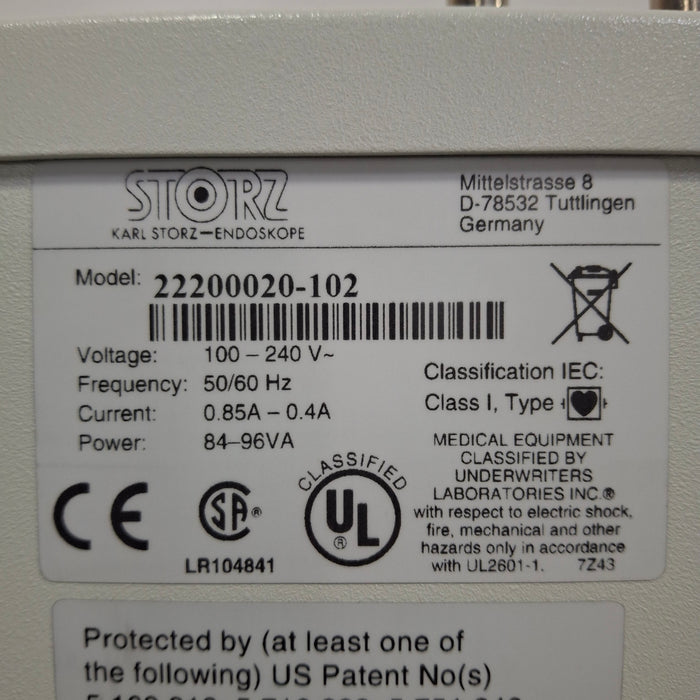 STORZ
KARL STORZ—ENDOSKOPE
Mittelstrasse 8
D-78532 Tuttlingen
Germany
Model: 22200020-102
Voltage: 100 – 240 V~
Frequency: 50/60 Hz
Current: 0.85A – 0.4A
Power: 84–96VA
Classification IEC:
Class I, Type
CE
SA®
LR104841
CLASSIFIED
UL
®
MEDICAL EQUIPMENT
CLASSIFIED BY
UNDERWRITERS
LABORATORIES INC.®
with respect to electric shock,
fire, mechanical and other
hazards only in accordance
with UL2601-1. 7Z43
Protected by (at least one of
the following) US Patent No(s)